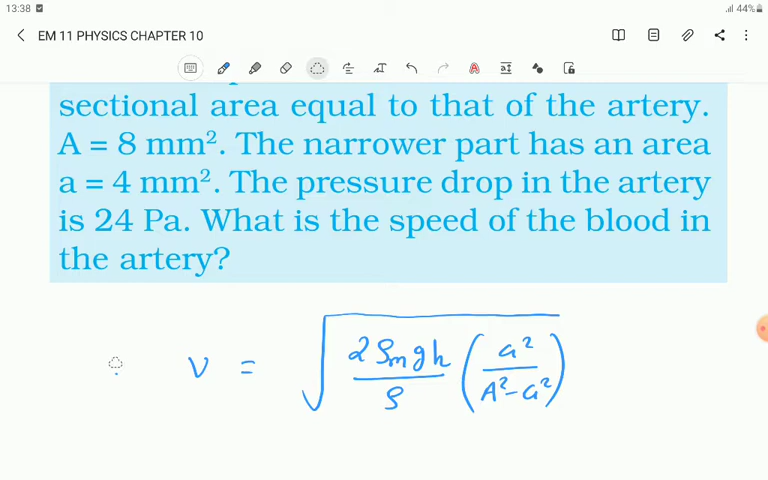 13:38
44%
EM 11 PHYSICS CHAPTER 10
sectional area equal to that of the artery.
A = 8 mm². The narrower part has an area
a = 4 mm². The pressure drop in the artery
is 24 Pa. What is the speed of the blood in
the artery?
v = √(2ρₘgh/ρ (a²/(A²-a²)))